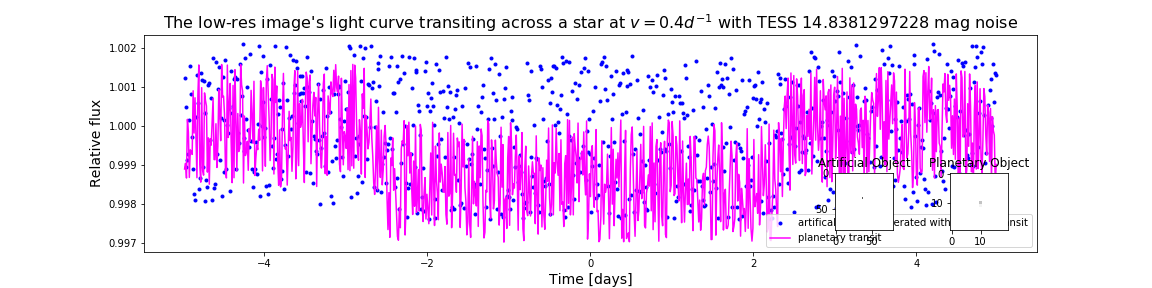 The low-res image's light curve transiting across a star at v = 0.4d⁻¹ with TESS 14.8381297228 mag noise
Relative flux
1.002
1.001
1.000
0.999
0.998
0.997
−4
−2
0
2
4
Time [days]
Artificial Object
0
50
0
50
Planetary Object
0
10
0
10
artificial erated with nsit
planetary transit